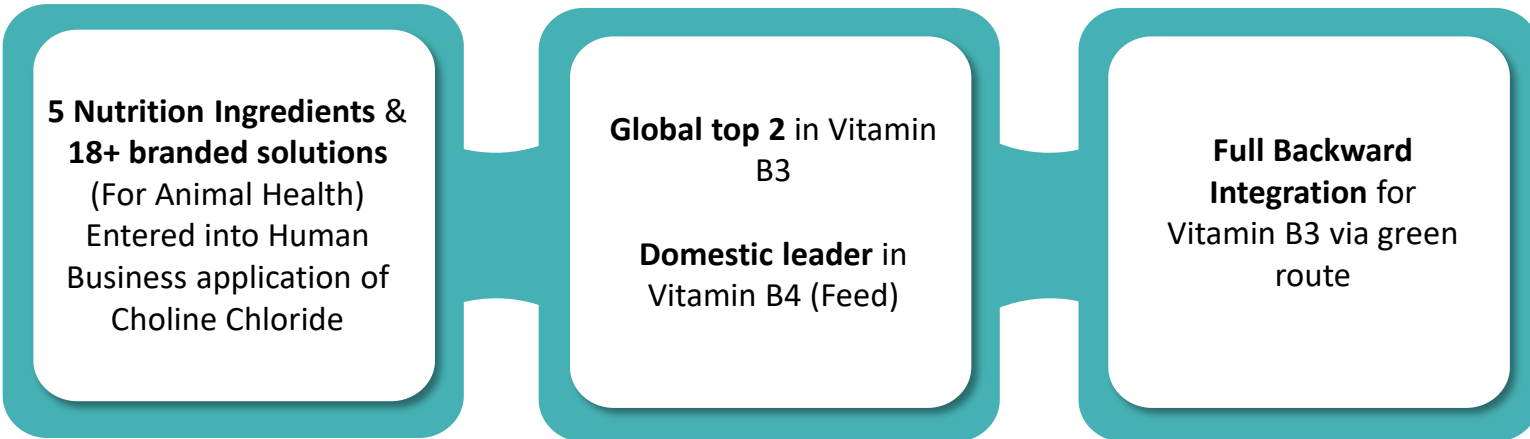 5 Nutrition Ingredients &
18+ branded solutions
(For Animal Health)
Entered into Human
Business application of
Choline Chloride
Global top 2 in Vitamin
B3
Domestic leader in
Vitamin B4 (Feed)
Full Backward
Integration for
Vitamin B3 via green
route